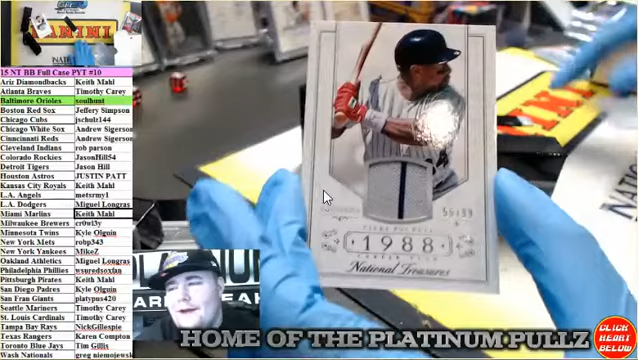 15 NT BB Full Case PYT #10
Ariz Diamondbacks Keith Mahl
Atlanta Braves Timothy Carey
Baltimore Orioles soulhunt
Boston Red Sox Jeffery Simpson
Chicago Cubs jschulz144
Chicago White Sox Andrew Sigerson
Cincinnati Reds Andrew Sigerson
Cleveland Indians rob parson
Colorado Rockies JasonHill54
Detroit Tigers Jason Hill
Houston Astros JUSTIN PATT
Kansas City Royals Keith Mahl
L.A. Angels metsrmy1
L.A. Dodgers Miguel Longras
Miami Marlins Keith Mahl
Milwaukee Brewers
Minnesota Twins Kyle Olguin
New York Mets robp343
New York Yankees MikeZ
Oakland Athletics Miguel Longras
Philadelphia Phillies wsuredsoxfan
Pittsburgh Pirates Keith Mahl
San Diego Padres Kyle Olguin
San Fran Giants platypus420
Seattle Mariners Timothy Carey
St. Louis Cardinals Timothy Carey
Tampa Bay Rays NickGillespie
Texas Rangers Karen Compton
Toronto Blue Jays Tim Gillis
Wash Nationals greg niemojewsk
PANINI
KIRBY PUCKETT
1988
National Treasures
HOME OF THE PLATINUM PULLZ
CLICK
HEART
BELOW